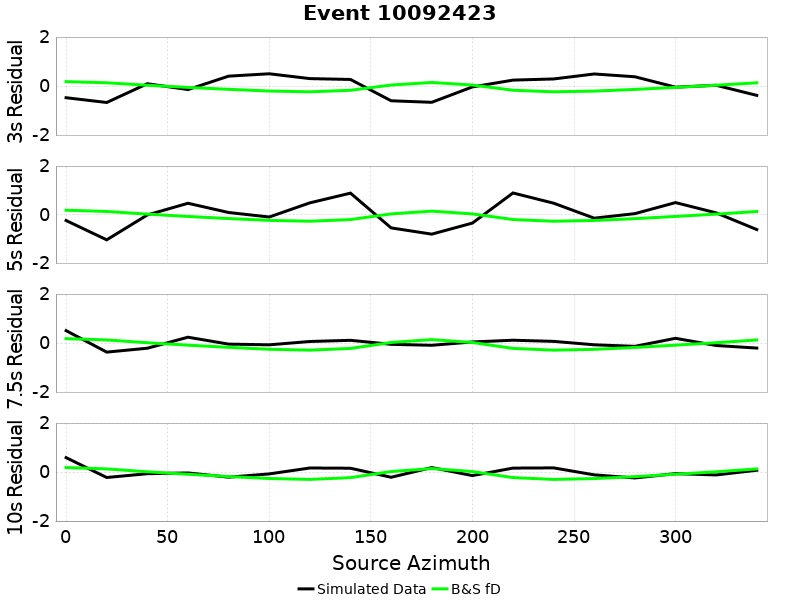 Event 10092423
3s Residual
2
0
-2
5s Residual
2
0
-2
7.5s Residual
2
0
-2
10s Residual
2
0
-2
0 50 100 150 200 250 300
Source Azimuth
Simulated Data B&S fD